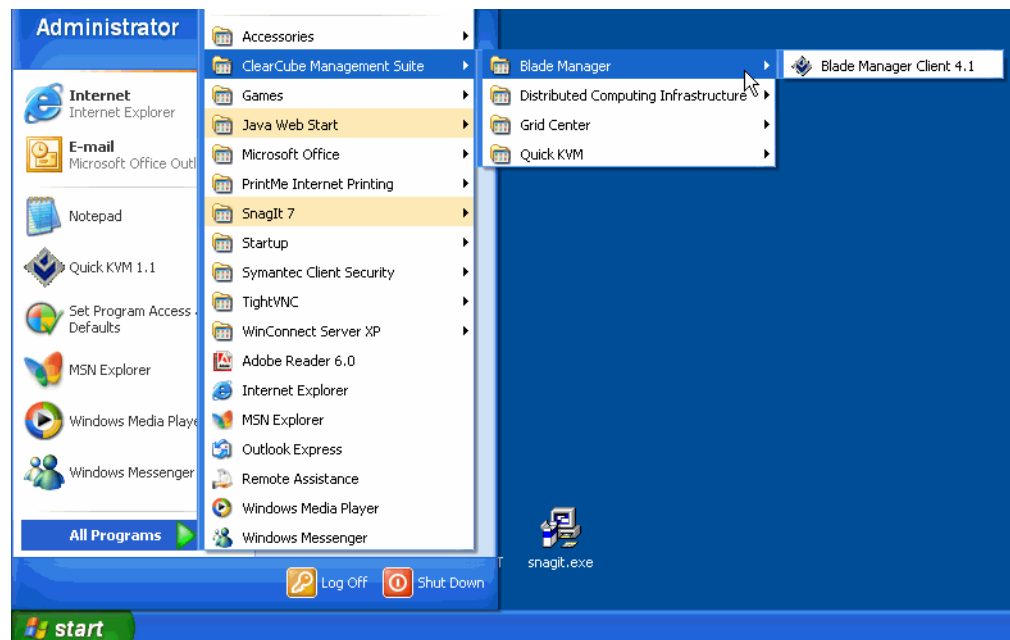 Administrator
Internet
Internet Explorer
E-mail
Microsoft Office Outl
Notepad
Quick KVM 1.1
Set Program Access
Defaults
MSN Explorer
Windows Media Playe
Windows Messenger
All Programs
Accessories
ClearCube Management Suite
Games
Java Web Start
Microsoft Office
PrintMe Internet Printing
SnagIt 7
Startup
Symantec Client Security
TightVNC
WinConnect Server XP
Adobe Reader 6.0
Internet Explorer
MSN Explorer
Outlook Express
Remote Assistance
Windows Media Player
Windows Messenger
Blade Manager
Distributed Computing Infrastructure
Grid Center
Quick KVM
Blade Manager Client 4.1
T
snagit.exe
Log Off
Shut Down
start